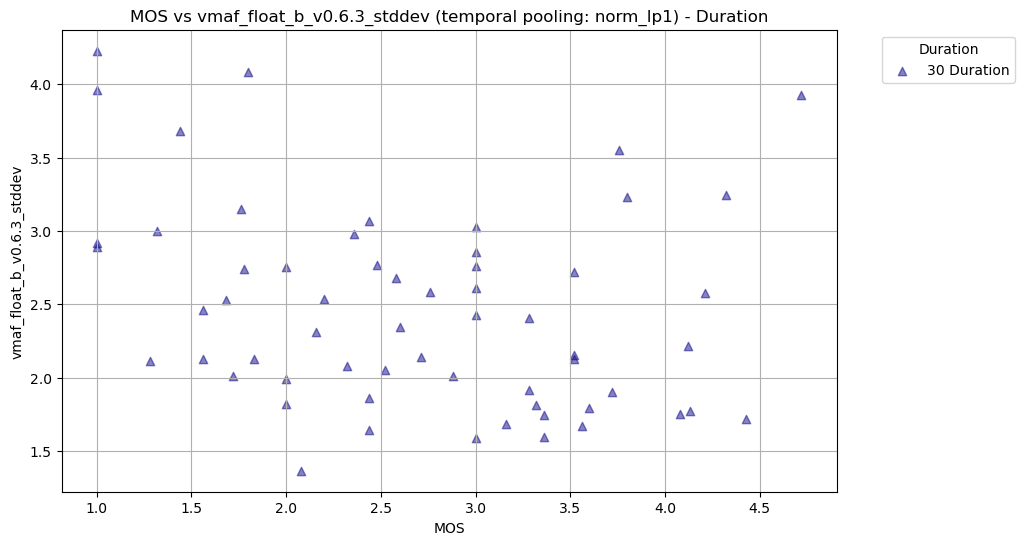 MOS vs vmaf_float_b_v0.6.3_stddev (temporal pooling: norm_lp1) - Duration
Duration
30 Duration
vmaf_float_b_v0.6.3_stddev
4.0
3.5
3.0
2.5
2.0
1.5
1.0
1.5
2.0
2.5
3.0
3.5
4.0
4.5
MOS